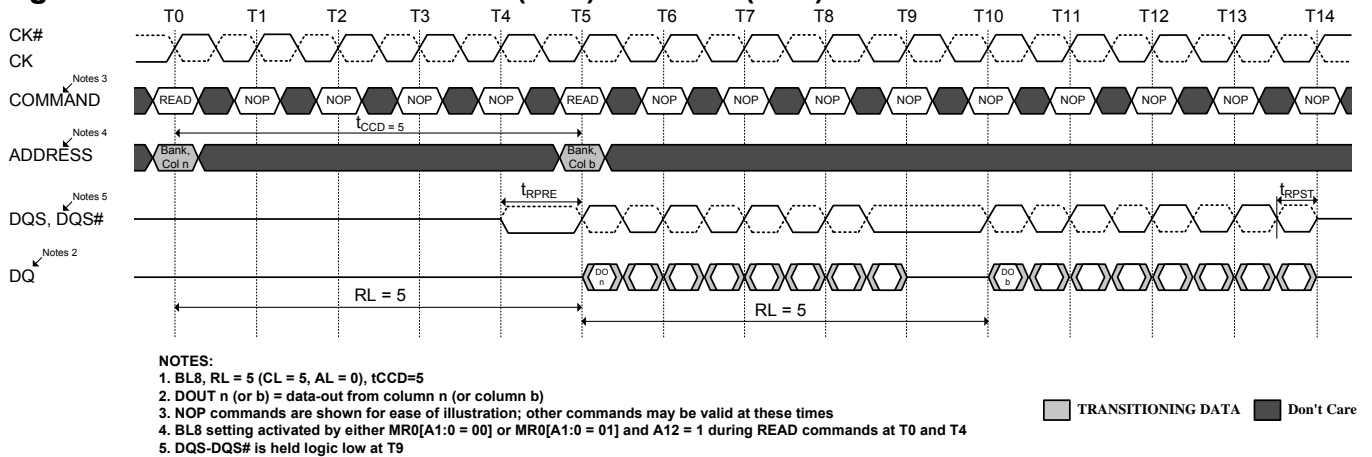 T0 T1 T2 T3 T4 T5 T6 T7 T8 T9 T10 T11 T12 T13 T14
CK#
CK
Notes 3
COMMAND
READ NOP NOP NOP NOP READ NOP NOP NOP NOP NOP NOP NOP NOP NOP
tCCD = 5
Notes 4
ADDRESS
Bank, Col n
Bank, Col b
Notes 5
DQS, DQS#
tRPRE
tRPST
Notes 2
DQ
DO n
DO b
RL = 5
RL = 5
NOTES:
1. BL8, RL = 5 (CL = 5, AL = 0), tCCD=5
2. DOUT n (or b) = data-out from column n (or column b)
3. NOP commands are shown for ease of illustration; other commands may be valid at these times
4. BL8 setting activated by either MR0[A1:0 = 00] or MR0[A1:0 = 01] and A12 = 1 during READ commands at T0 and T4
5. DQS-DQS# is held logic low at T9
TRANSITIONING DATA
Don't Care